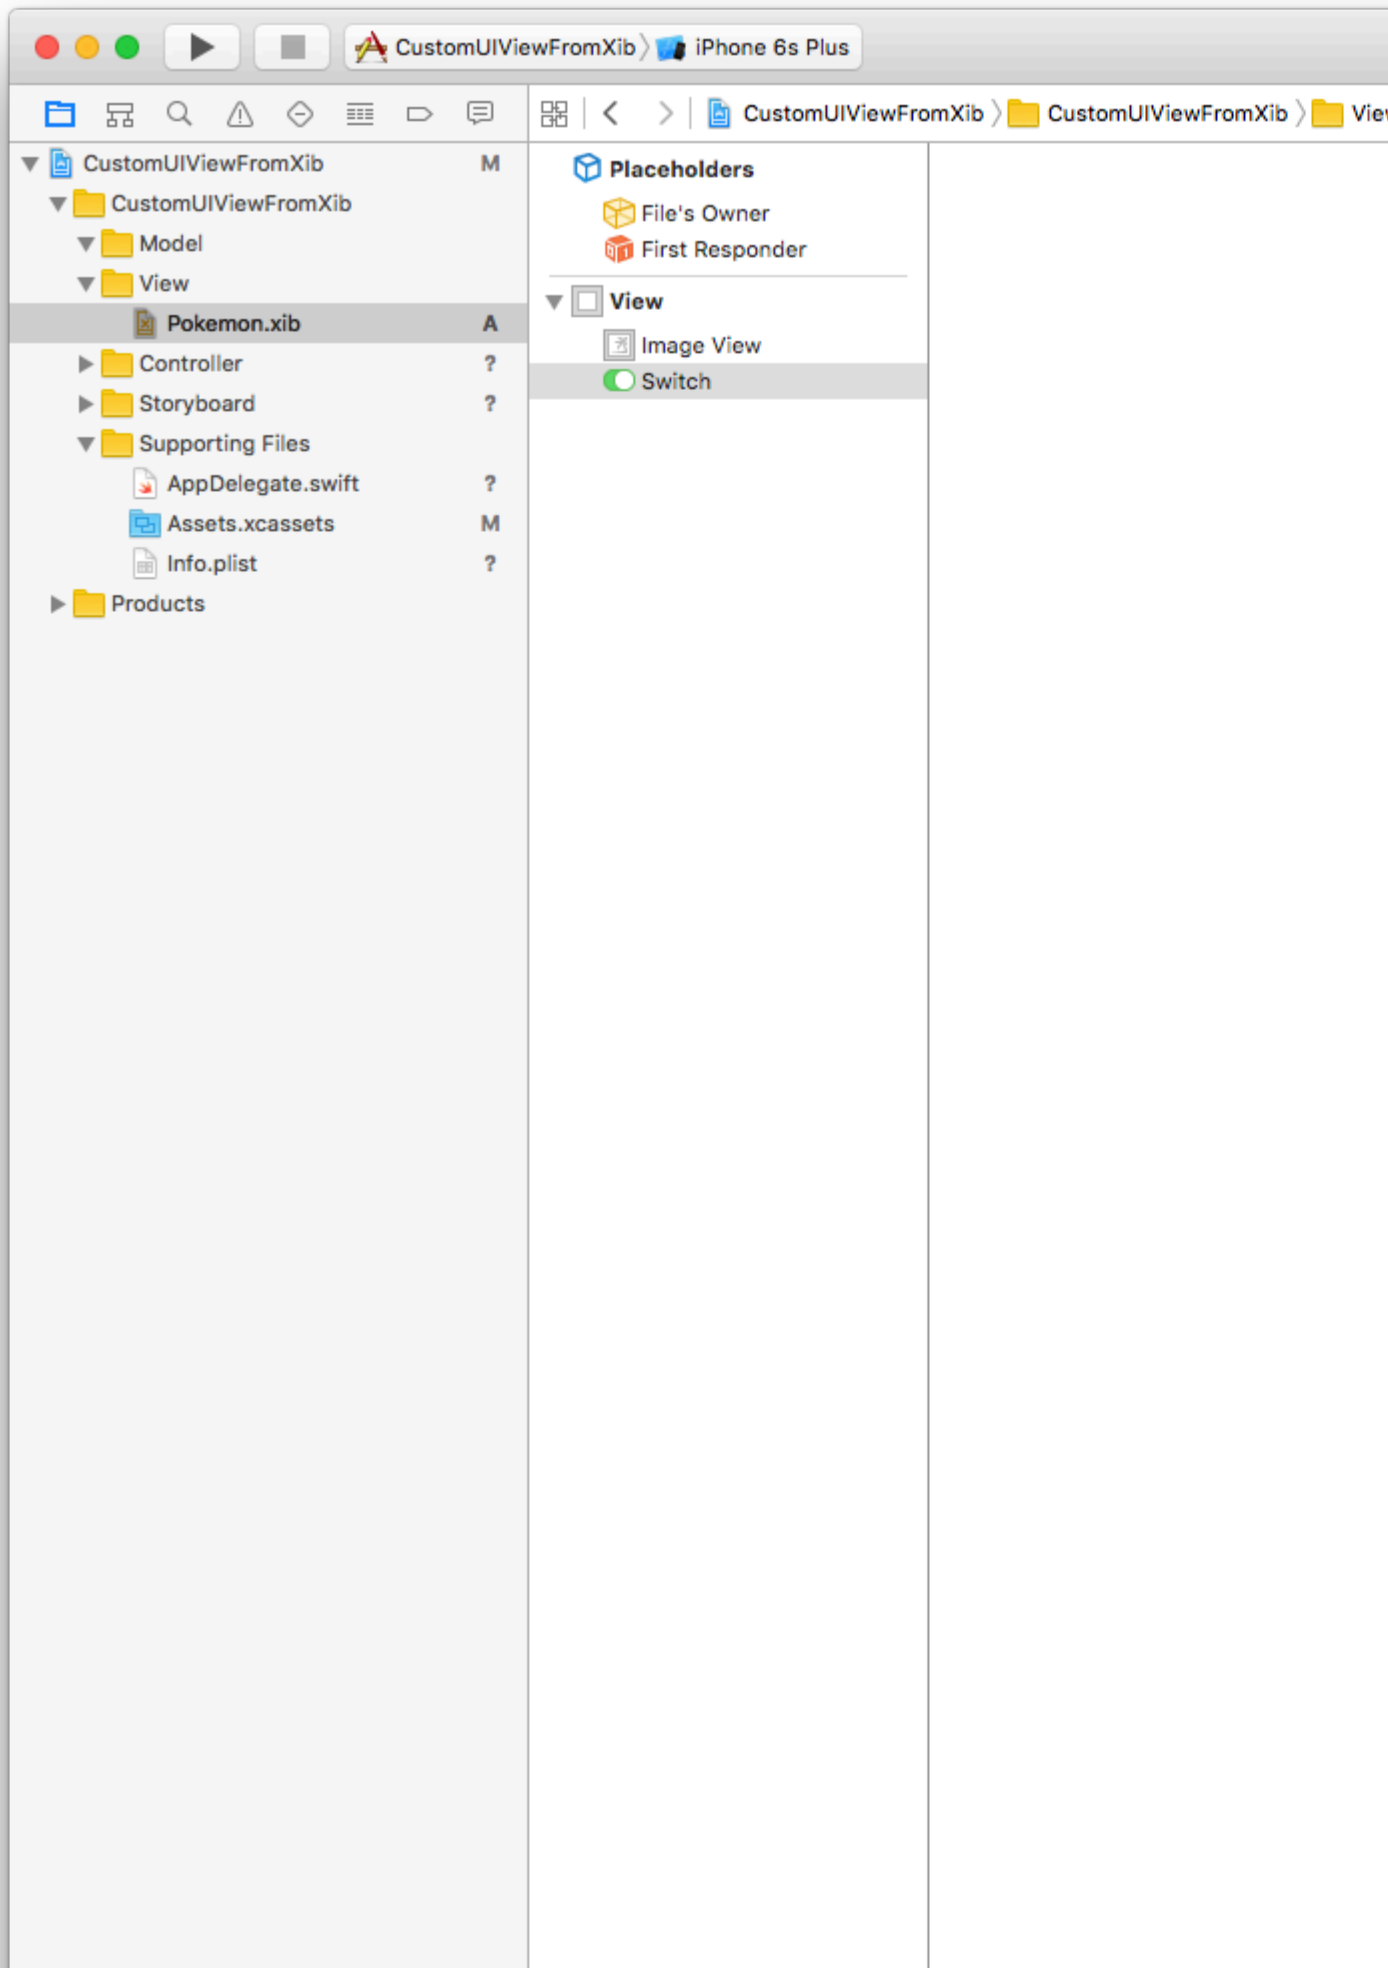 CustomUIViewFromXib iPhone 6s Plus
CustomUIViewFromXib CustomUIViewFromXib Viev
CustomUIViewFromXib M
CustomUIViewFromXib
Model
View
Pokemon.xib A
Controller ?
Storyboard ?
Supporting Files
AppDelegate.swift ?
Assets.xcassets M
Info.plist ?
Products
Placeholders
File's Owner
First Responder
View
Image View
Switch